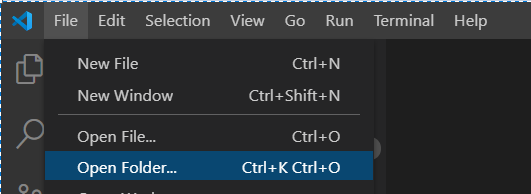 File Edit Selection View Go Run Terminal Help
New File Ctrl+N
New Window Ctrl+Shift+N
Open File... Ctrl+O
Open Folder... Ctrl+K Ctrl+O